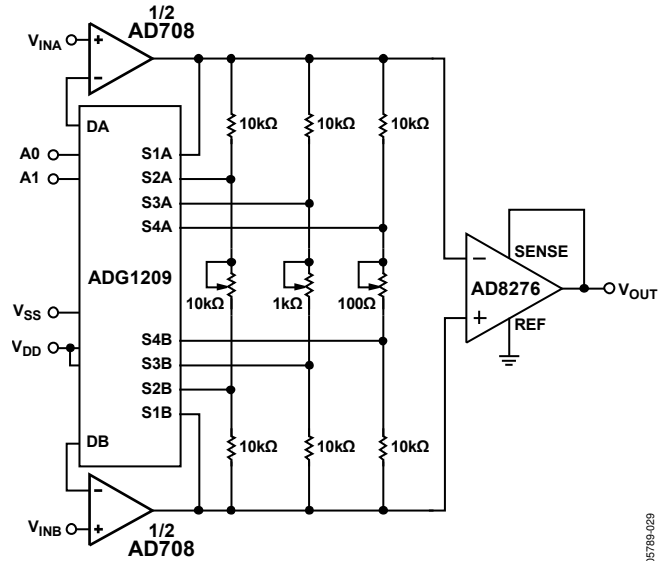 1/2
AD708
VINA
+
−
DA
A0
A1
S1A
S2A
S3A
S4A
10kΩ
10kΩ
10kΩ
ADG1209
10kΩ
1kΩ
100Ω
SENSE
−
AD8276
+
REF
VOUT
VSS
VDD
S4B
S3B
S2B
S1B
DB
10kΩ
10kΩ
10kΩ
−
+
VINB
1/2
AD708
05789-029